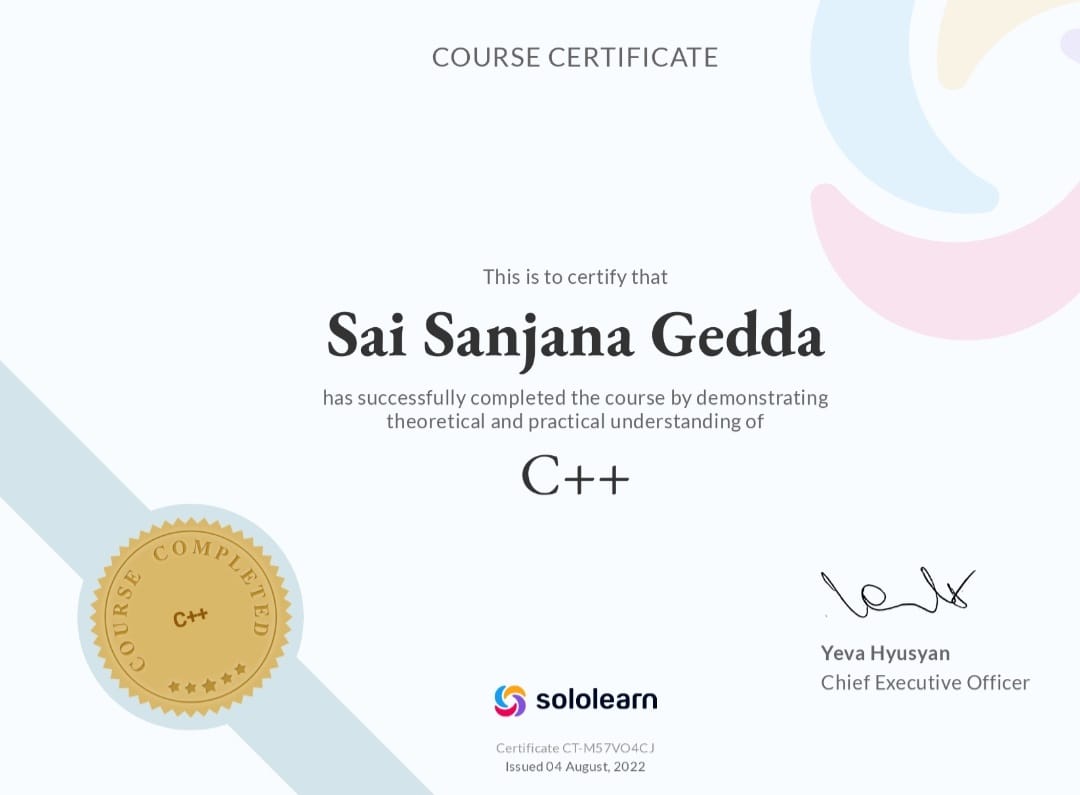 COURSE CERTIFICATE
This is to certify that
Sai Sanjana Gedda
has successfully completed the course by demonstrating
theoretical and practical understanding of
C++
COURSE COMPLETED
C++
Yeva Hyusyan
Chief Executive Officer
sololearn
Certificate CT-M57VO4CJ
Issued 04 August, 2022